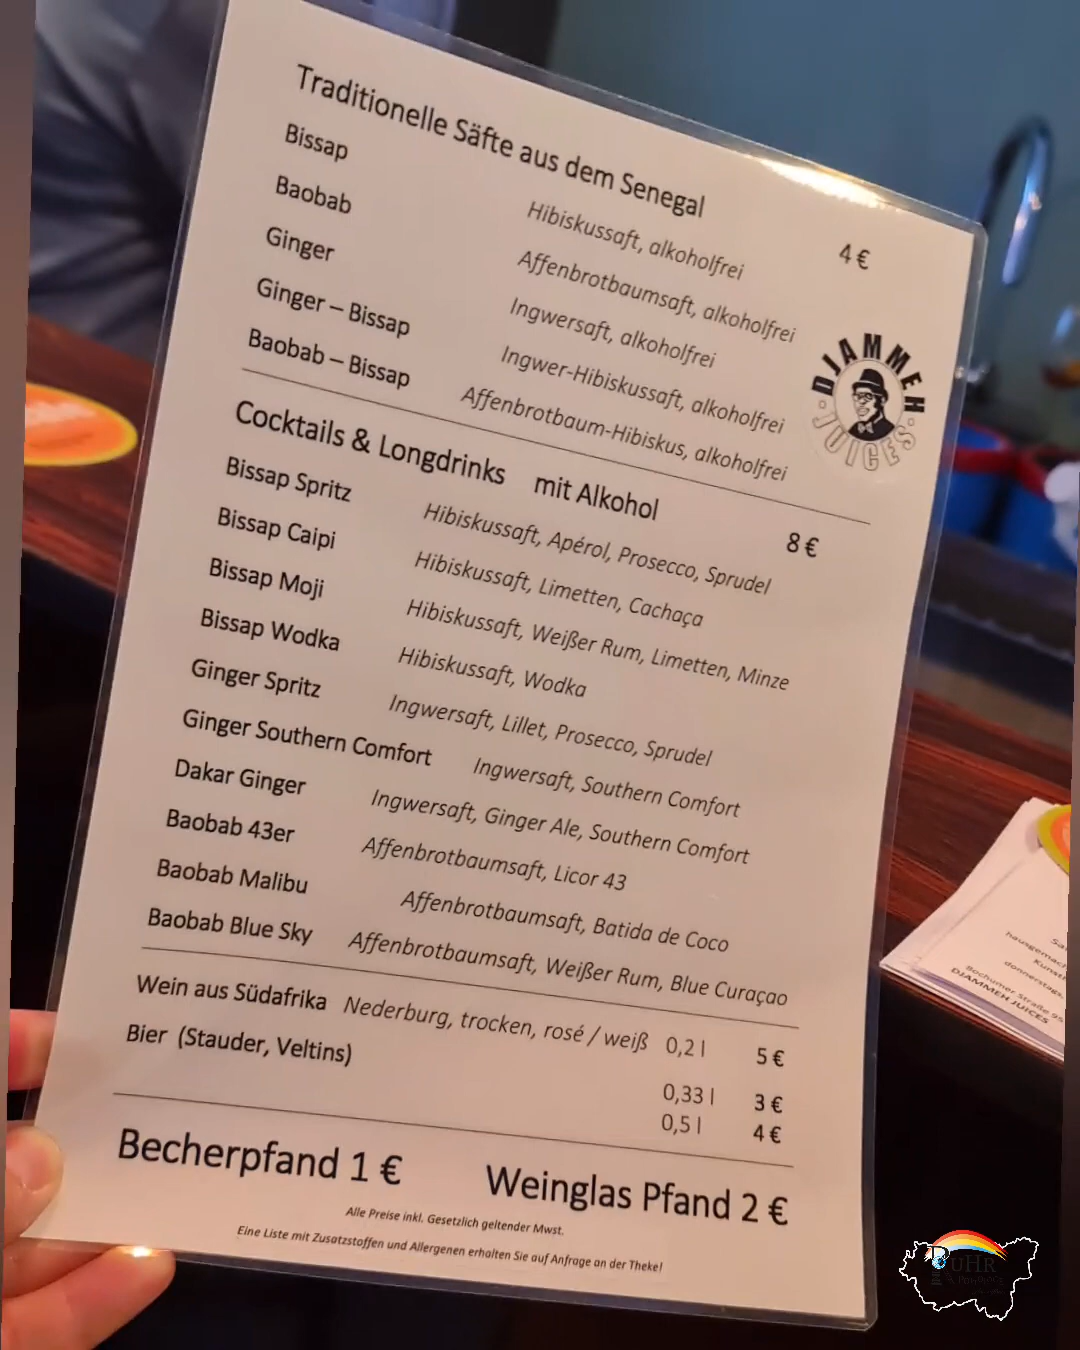 Traditionelle Säfte aus dem Senegal 4 €
Bissap Hibiskussaft, alkoholfrei
Baobab Affenbrotbaumsaft, alkoholfrei
Ginger Ingwersaft, alkoholfrei
Ginger – Bissap Ingwer-Hibiskussaft, alkoholfrei
Baobab – Bissap Affenbrotbaum-Hibiskus, alkoholfrei
DJAMMEH
JUICES
Cocktails & Longdrinks mit Alkohol 8 €
Bissap Spritz Hibiskussaft, Apérol, Prosecco, Sprudel
Bissap Caipi Hibiskussaft, Limetten, Cachaça
Bissap Moji Hibiskussaft, Weißer Rum, Limetten, Minze
Bissap Wodka Hibiskussaft, Wodka
Ginger Spritz Ingwersaft, Lillet, Prosecco, Sprudel
Ginger Southern Comfort Ingwersaft, Southern Comfort
Dakar Ginger Ingwersaft, Ginger Ale, Southern Comfort
Baobab 43er Affenbrotbaumsaft, Licor 43
Baobab Malibu Affenbrotbaumsaft, Batida de Coco
Baobab Blue Sky Affenbrotbaumsaft, Weißer Rum, Blue Curaçao
Wein aus Südafrika Nederburg, trocken, rosé / weiß 0,2 l 5 €
Bier (Stauder, Veltins) 0,33 l 3 €
0,5 l 4 €
Becherpfand 1 € Weinglas Pfand 2 €
Alle Preise inkl. Gesetzlich geltender Mwst.
Eine Liste mit Zusatzstoffen und Allergenen erhalten Sie auf Anfrage an der Theke!
donnerstags,
Bochumer Straße 95
DJAMMEH JUICES
RUHR